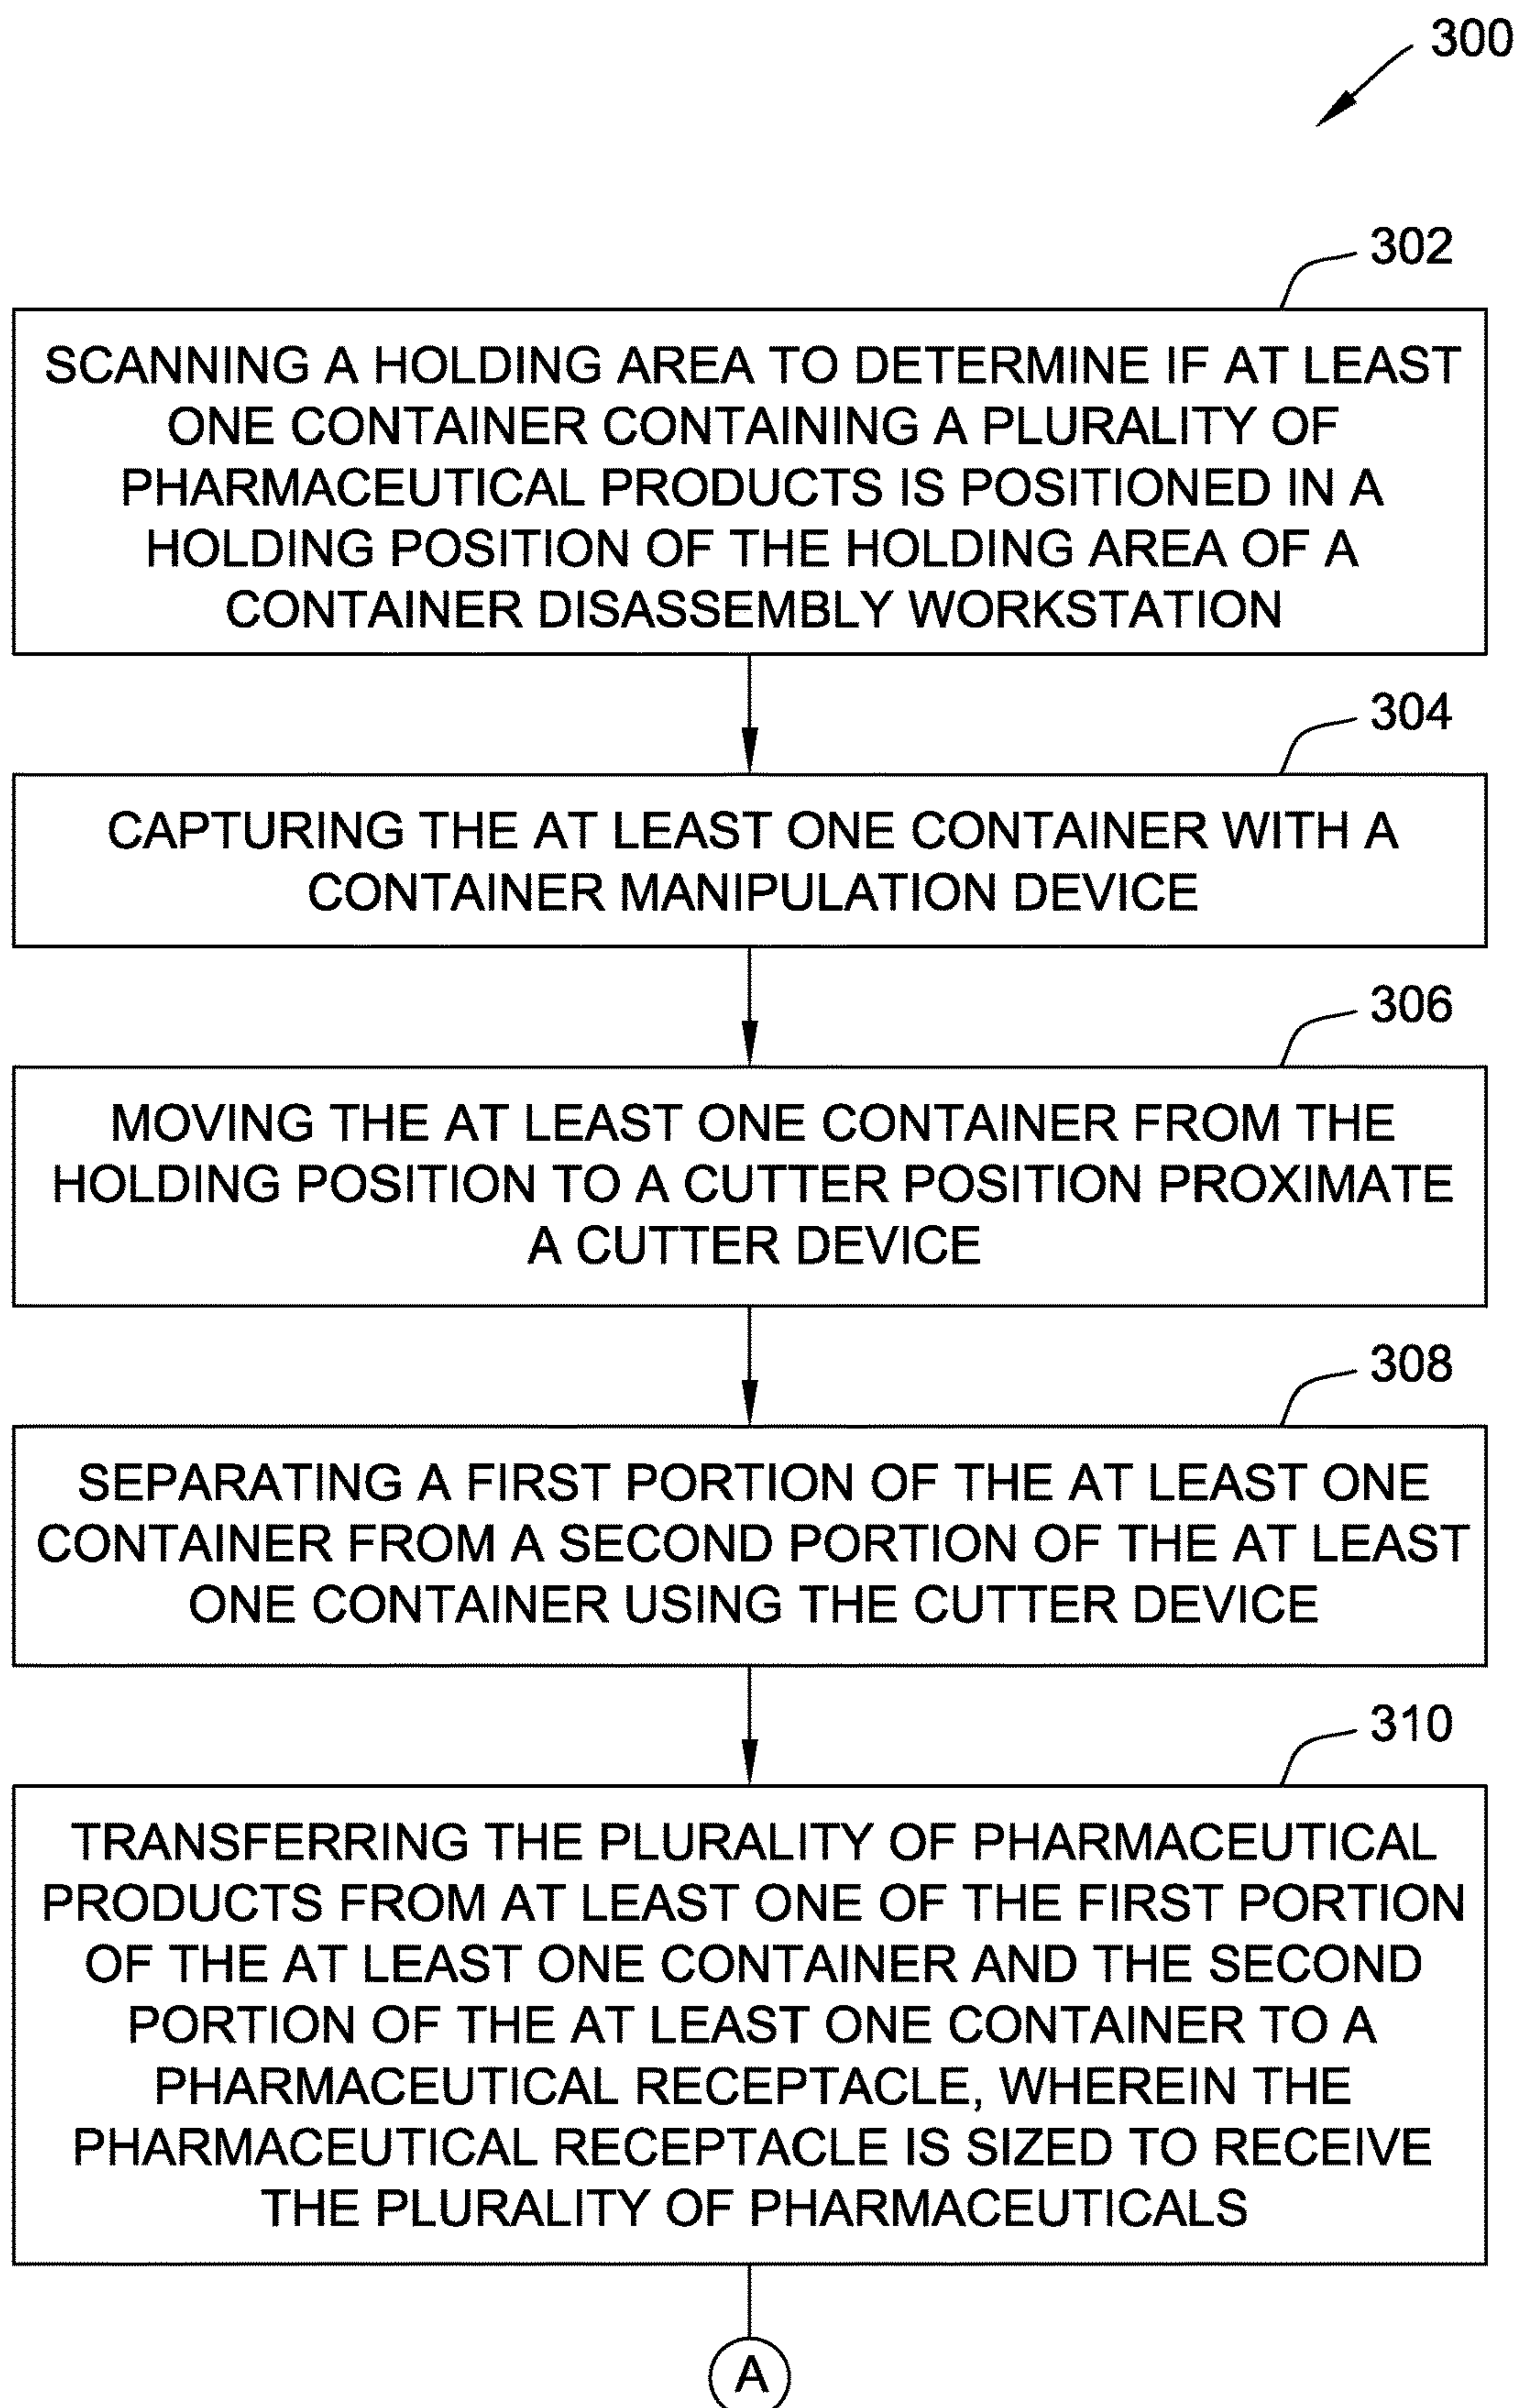 300
302
SCANNING A HOLDING AREA TO DETERMINE IF AT LEAST
ONE CONTAINER CONTAINING A PLURALITY OF
PHARMACEUTICAL PRODUCTS IS POSITIONED IN A
HOLDING POSITION OF THE HOLDING AREA OF A
CONTAINER DISASSEMBLY WORKSTATION
304
CAPTURING THE AT LEAST ONE CONTAINER WITH A
CONTAINER MANIPULATION DEVICE
306
MOVING THE AT LEAST ONE CONTAINER FROM THE
HOLDING POSITION TO A CUTTER POSITION PROXIMATE
A CUTTER DEVICE
308
SEPARATING A FIRST PORTION OF THE AT LEAST ONE
CONTAINER FROM A SECOND PORTION OF THE AT LEAST
ONE CONTAINER USING THE CUTTER DEVICE
310
TRANSFERRING THE PLURALITY OF PHARMACEUTICAL
PRODUCTS FROM AT LEAST ONE OF THE FIRST PORTION
OF THE AT LEAST ONE CONTAINER AND THE SECOND
PORTION OF THE AT LEAST ONE CONTAINER TO A
PHARMACEUTICAL RECEPTACLE, WHEREIN THE
PHARMACEUTICAL RECEPTACLE IS SIZED TO RECEIVE
THE PLURALITY OF PHARMACEUTICALS
A